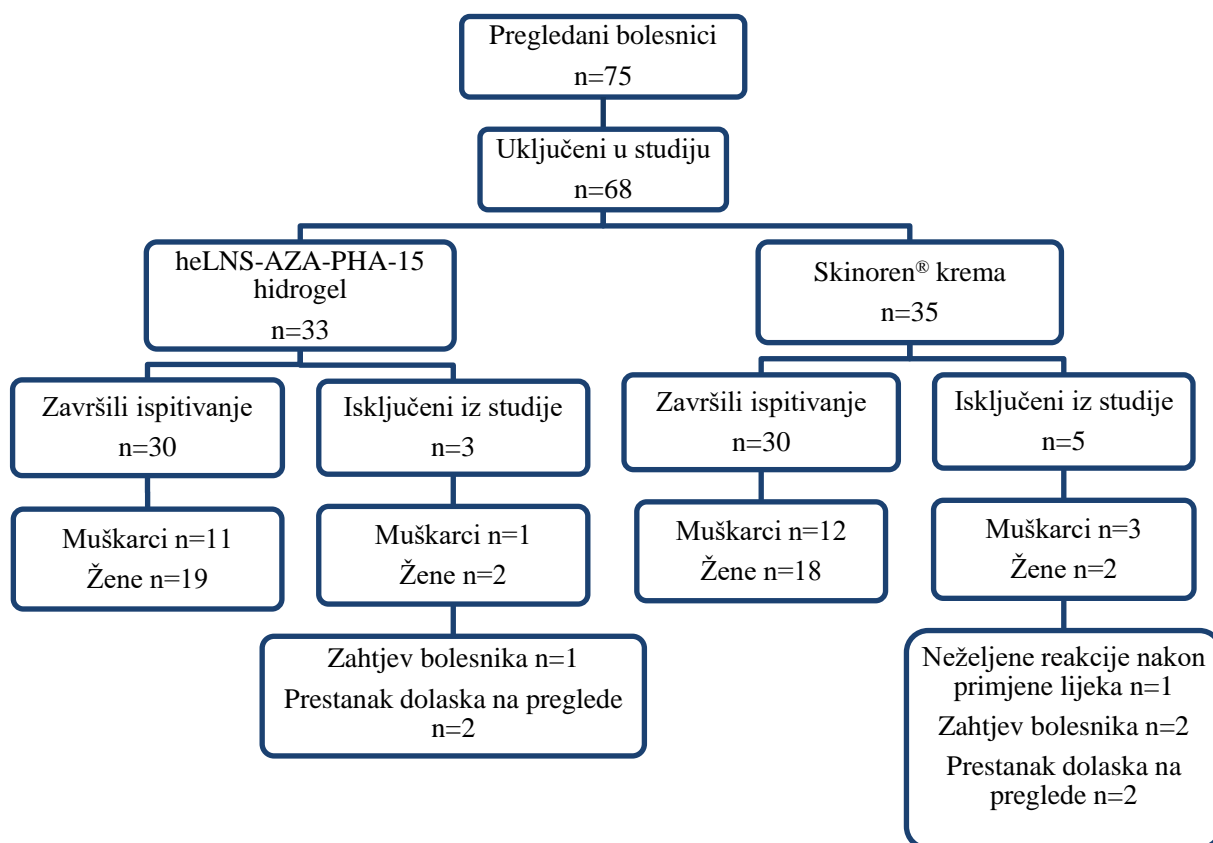 Pregledani bolesnici
n=75
Uključeni u studiju
n=68
heLNS-AZA-PHA-15
hidrogel
n=33
Skinoren® krema
n=35
Završili ispitivanje
n=30
Isključeni iz studije
n=3
Završili ispitivanje
n=30
Isključeni iz studije
n=5
Muškarci n=11
Žene n=19
Muškarci n=1
Žene n=2
Muškarci n=12
Žene n=18
Muškarci n=3
Žene n=2
Zahtjev bolesnika n=1
Prestanak dolaska na preglede
n=2
Neželjene reakcije nakon
primjene lijeka n=1
Zahtjev bolesnika n=2
Prestanak dolaska na
preglede n=2